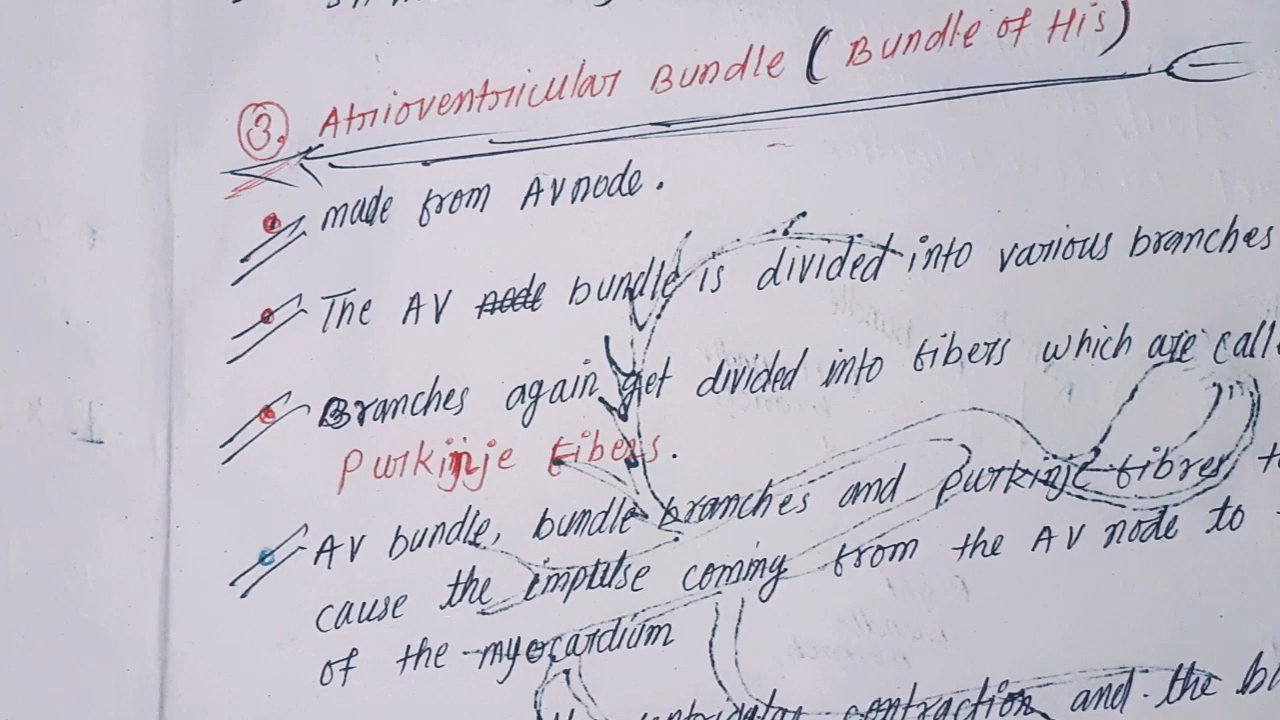 3. Atrioventricular Bundle ( Bundle of His )
made from AV node.
The AV node bundle is divided into various branches
Branches again get divided into fibers which are
Purkinje fibers.
AV bundle, bundle branches and purkinje fibres
cause the impulse coming from the AV node to
of the myocardium
contraction and the